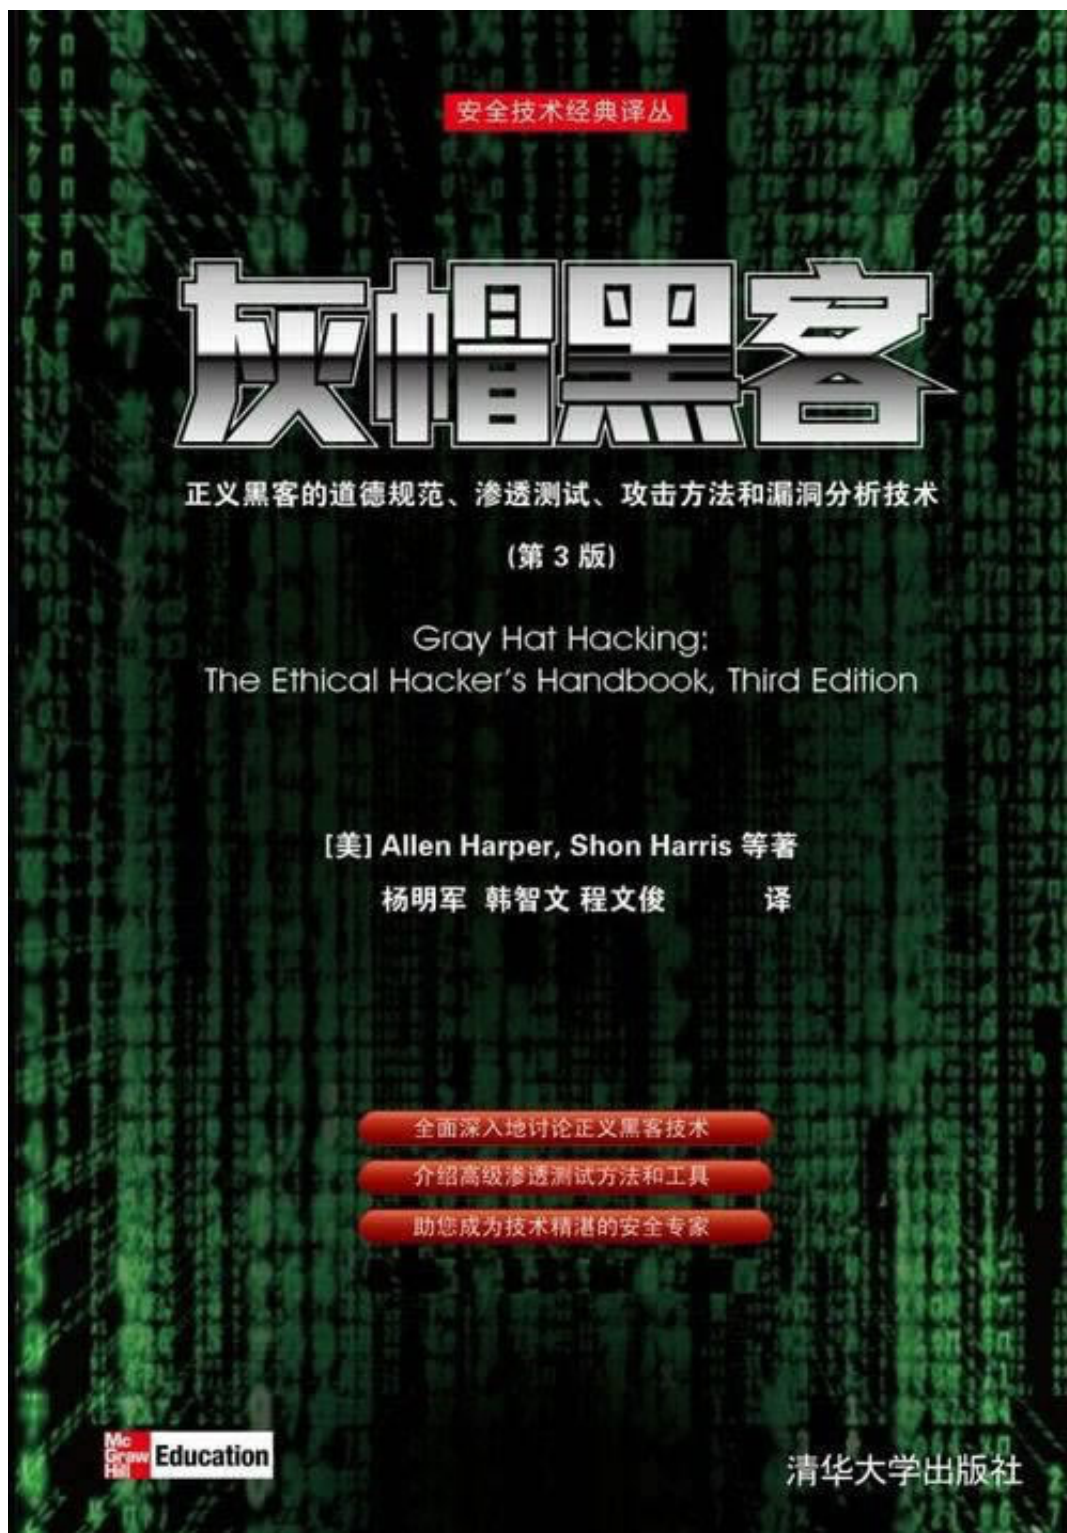 安全技术经典译丛
灰帽黑客
正义黑客的道德规范、渗透测试、攻击方法和漏洞分析技术
(第 3 版)
Gray Hat Hacking:
The Ethical Hacker's Handbook, Third Edition
[美] Allen Harper, Shon Harris 等著
杨明军 韩智文 程文俊 译
全面深入地讨论正义黑客技术
介绍高级渗透测试方法和工具
助您成为技术精湛的安全专家
Mc
Graw
Hill
Education
清华大学出版社